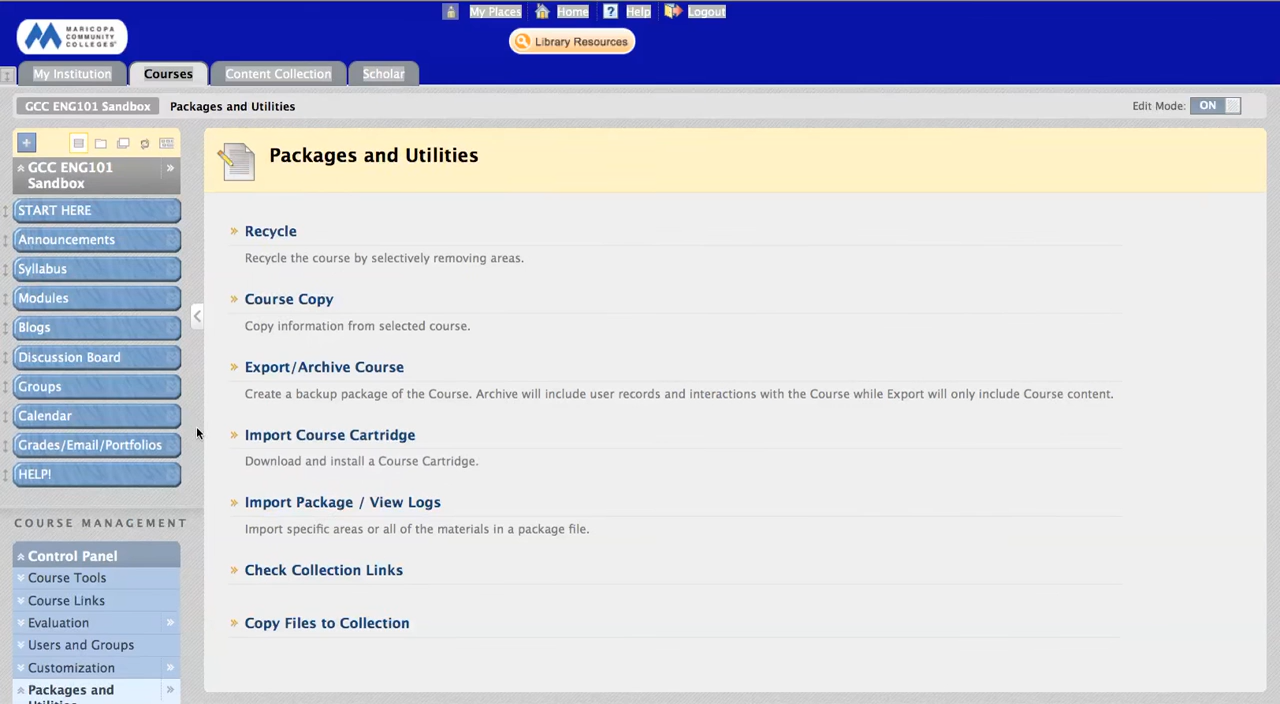 My Places
Home
Help
Logout
MARICOPA
COMMUNITY
COLLEGES
Library Resources
My Institution
Courses
Content Collection
Scholar
GCC ENG101 Sandbox
Packages and Utilities
Edit Mode:
ON
GCC ENG101
Sandbox
START HERE
Announcements
Syllabus
Modules
Blogs
Discussion Board
Groups
Calendar
Grades/Email/Portfolios
HELP!
COURSE MANAGEMENT
Control Panel
Course Tools
Course Links
Evaluation
Users and Groups
Customization
Packages and
Utilities
Packages and Utilities
Recycle
Recycle the course by selectively removing areas.
Course Copy
Copy information from selected course.
Export/Archive Course
Create a backup package of the Course. Archive will include user records and interactions with the Course while Export will only include Course content.
Import Course Cartridge
Download and install a Course Cartridge.
Import Package / View Logs
Import specific areas or all of the materials in a package file.
Check Collection Links
Copy Files to Collection